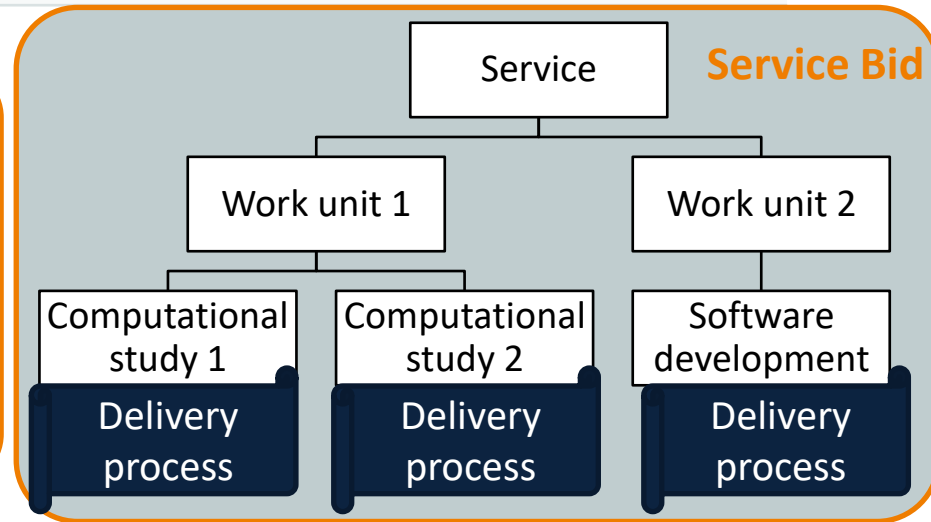 Service
Service Bid
Work unit 1
Work unit 2
Computational
study 1
Computational
study 2
Software
development
Delivery
process
Delivery
process
Delivery
process